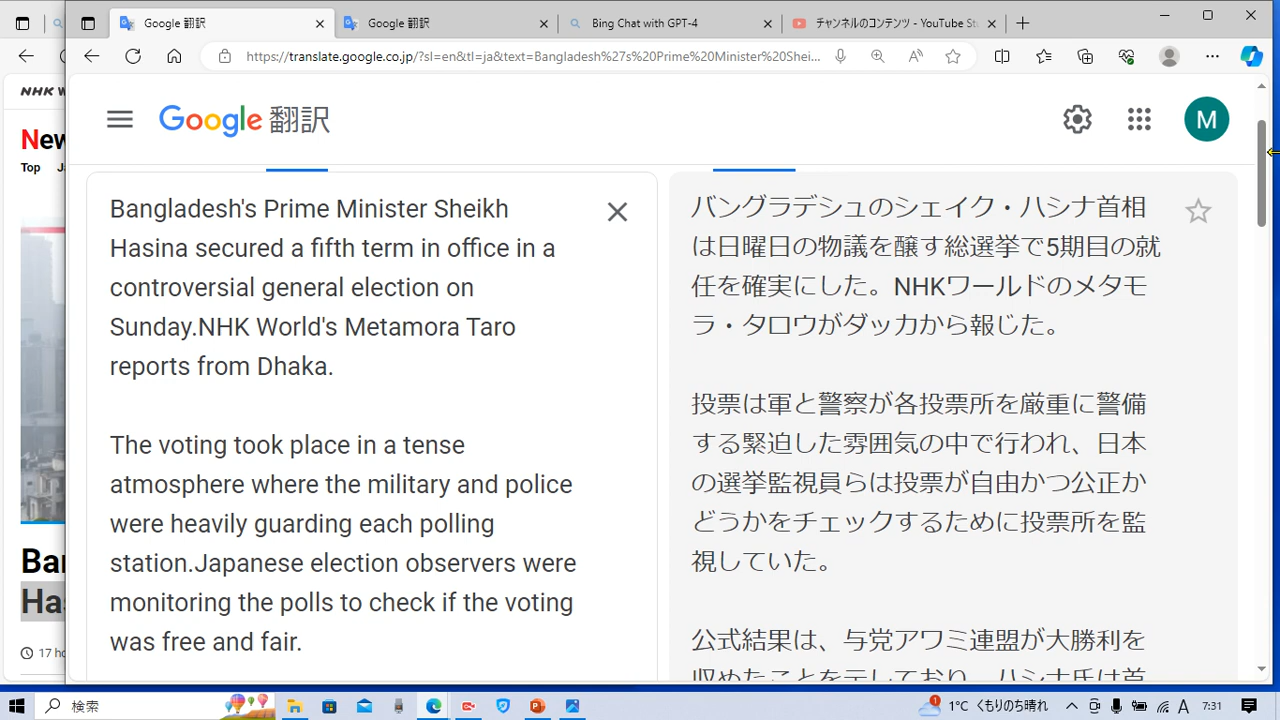 Google 翻訳
Google 翻訳
Bing Chat with GPT-4
チャンネルのコンテンツ - YouTube St
https://translate.google.co.jp/?sl=en&tl=ja&text=Bangladesh%27s%20Prime%20Minister%20Shei...
NHK W
New
Top
Ban
Has
17 ho
Google 翻訳
M
Bangladesh's Prime Minister Sheikh
Hasina secured a fifth term in office in a
controversial general election on
Sunday.NHK World's Metamora Taro
reports from Dhaka.
The voting took place in a tense
atmosphere where the military and police
were heavily guarding each polling
station.Japanese election observers were
monitoring the polls to check if the voting
was free and fair.
バングラデシュのシェイク・ハシナ首相
は日曜日の物議を醸す総選挙で5期目の就
任を確実にした。NHKワールドのメタモ
ラ・タロウがダッカから報じた。
投票は軍と警察が各投票所を厳重に警備
する緊迫した雰囲気の中で行われ、日本
の選挙監視員らは投票が自由かつ公正か
どうかをチェックするために投票所を監
視していた。
公式結果は、与党アワミ連盟が大勝利を
収めたことを示しており、ハシナ氏は首
検索
1
1°C くもりのち晴れ
A
7:31